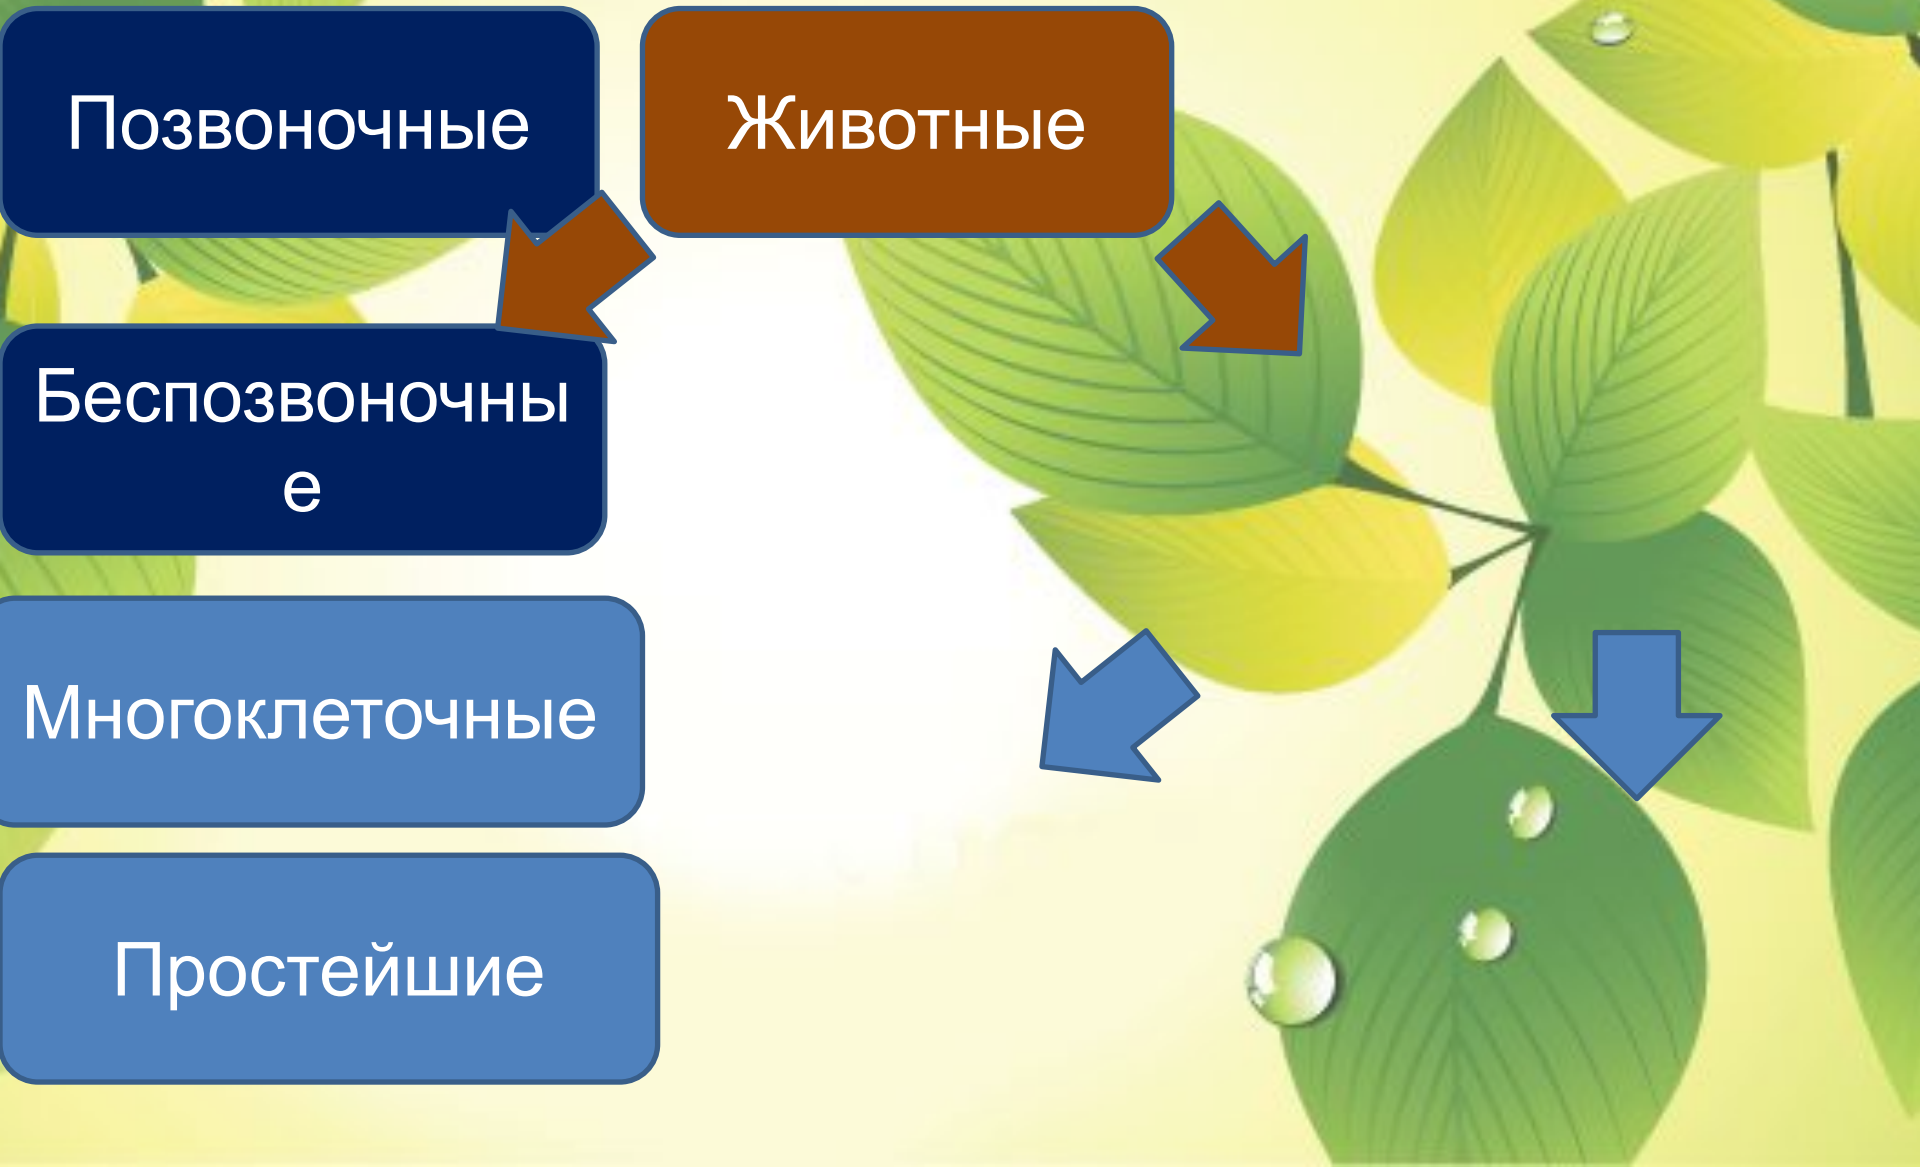 Позвоночные
Животные
Беспозвоночны
е
Многоклеточные
Простейшие